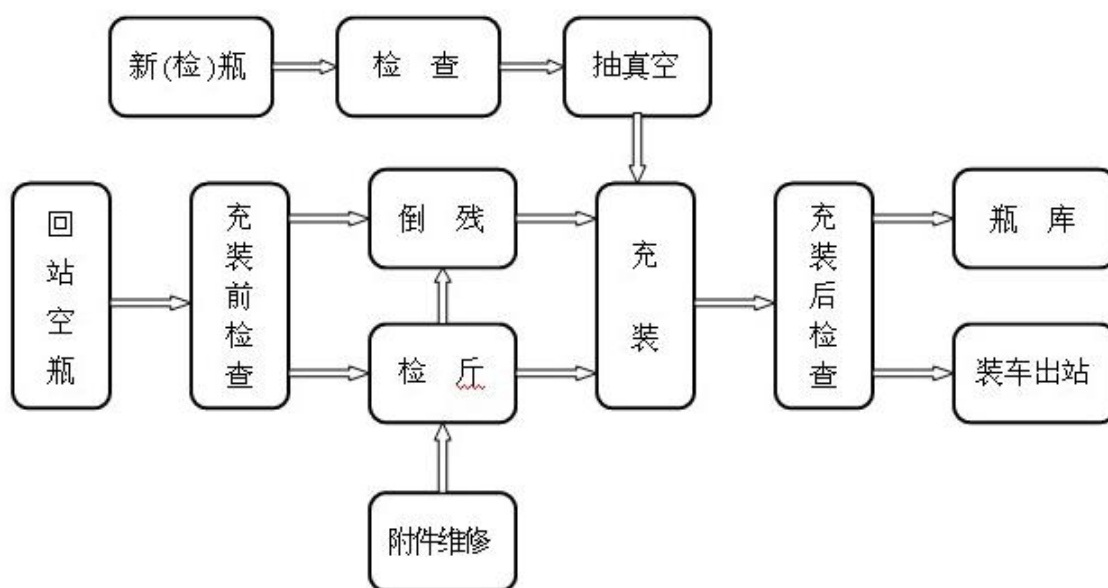 新(检)瓶
检 查
抽真空
回站空瓶
充装前检查
倒 残
检 斤
附件维修
充 装
充装后检查
瓶 库
装车出站